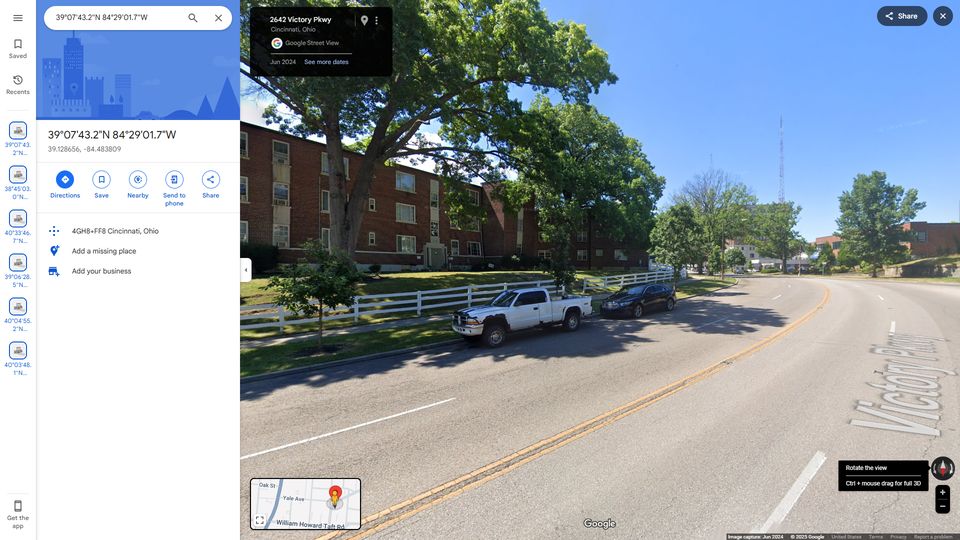 39°07'43.2"N 84°29'01.7"W
Saved
Recents
39°07'43.
2"N...
38°45'03.
0"N...
40°33'46.
7"N...
39°06'28.
5"N...
40°04'55.
2"N...
40°03'48.
1"N...
Get the
app
39°07'43.2"N 84°29'01.7"W
39.128656, -84.483809
Directions
Save
Nearby
Send to
phone
Share
4GH8+FF8 Cincinnati, Ohio
Add a missing place
Add your business
2642 Victory Pkwy
Cincinnati, Ohio
Google Street View
Jun 2024 See more dates
Share
Victory Pkwy
Oak St
Yale Ave
William Howard Taft Rd
Rotate the view
Ctrl + mouse drag for full 3D
Google
Image capture: Jun 2024 © 2025 Google United States Terms Privacy Report a problem